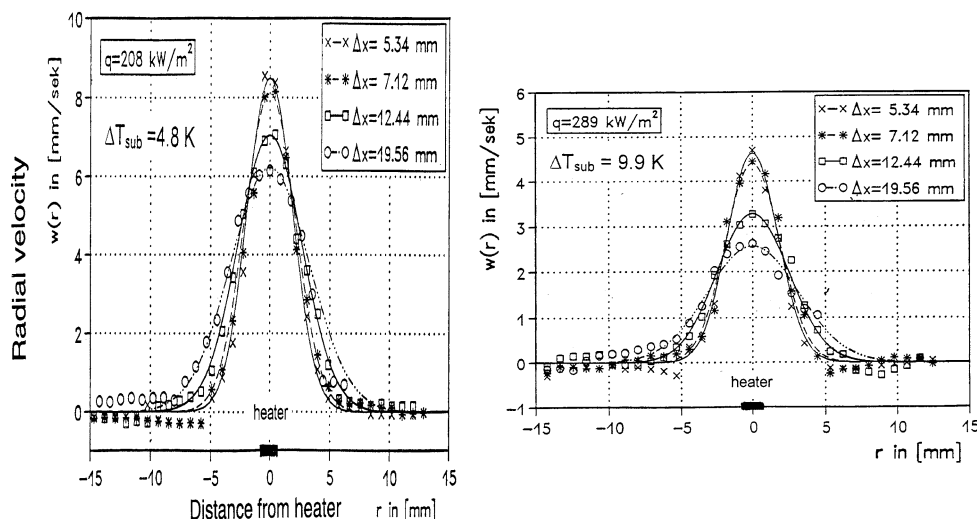 10
8
6
4
2
0
−15
−10
−5
0
5
10
15
Radial velocity
w(r) in [mm/sek]
q=208 kW/m²
ΔTsub =4.8 K
×–× Δx= 5.34 mm
*–* Δx= 7.12 mm
□–□ Δx=12.44 mm
○–○ Δx=19.56 mm
heater
Distance from heater
r in [mm]
6
5
4
3
2
1
0
−1
−15
−10
−5
0
5
10
15
w(r) in [mm/sek]
q=289 kW/m²
ΔTsub =9.9 K
×–× Δx= 5.34 mm
*–* Δx= 7.12 mm
□–□ Δx=12.44 mm
○–○ Δx=19.56 mm
heater
r in [mm]